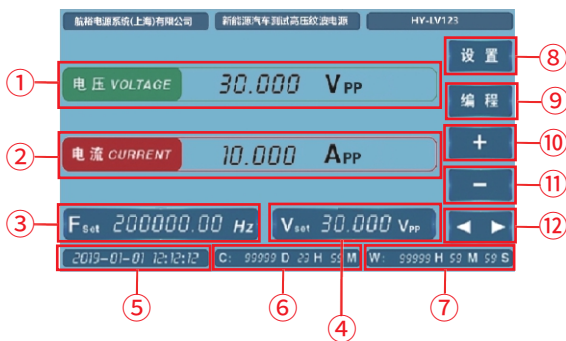 航裕电源系统(上海)有限公司 新能源汽车测试高压纹波电源 HY-LV123
设 置 ⑧
① 电 压 VOLTAGE 30.000 VPP
编 程 ⑨
+ ⑩
② 电 流 CURRENT 10.000 APP
− ⑪
③ Fset 200000.00 Hz Vset 30.000 VPP ◀ ▶ ⑫
2019-01-01 12:12:12 C: 99999 D 23 H 59 M W: 99999 H 59 M 59 S
⑤ ⑥ ④ ⑦